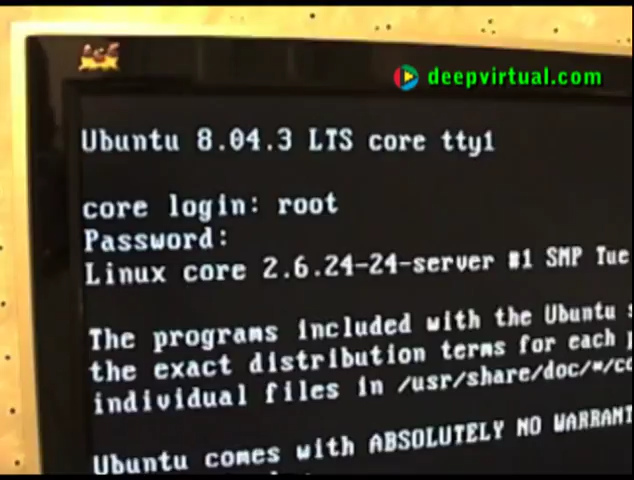 deepvirtual.com
Ubuntu 8.04.3 LTS core tty1
core login: root
Password:
Linux core 2.6.24-24-server #1 SMP Tue
The programs included with the Ubuntu
the exact distribution terms for each
individual files in /usr/share/doc/*/co
Ubuntu comes with ABSOLUTELY NO WARRANT